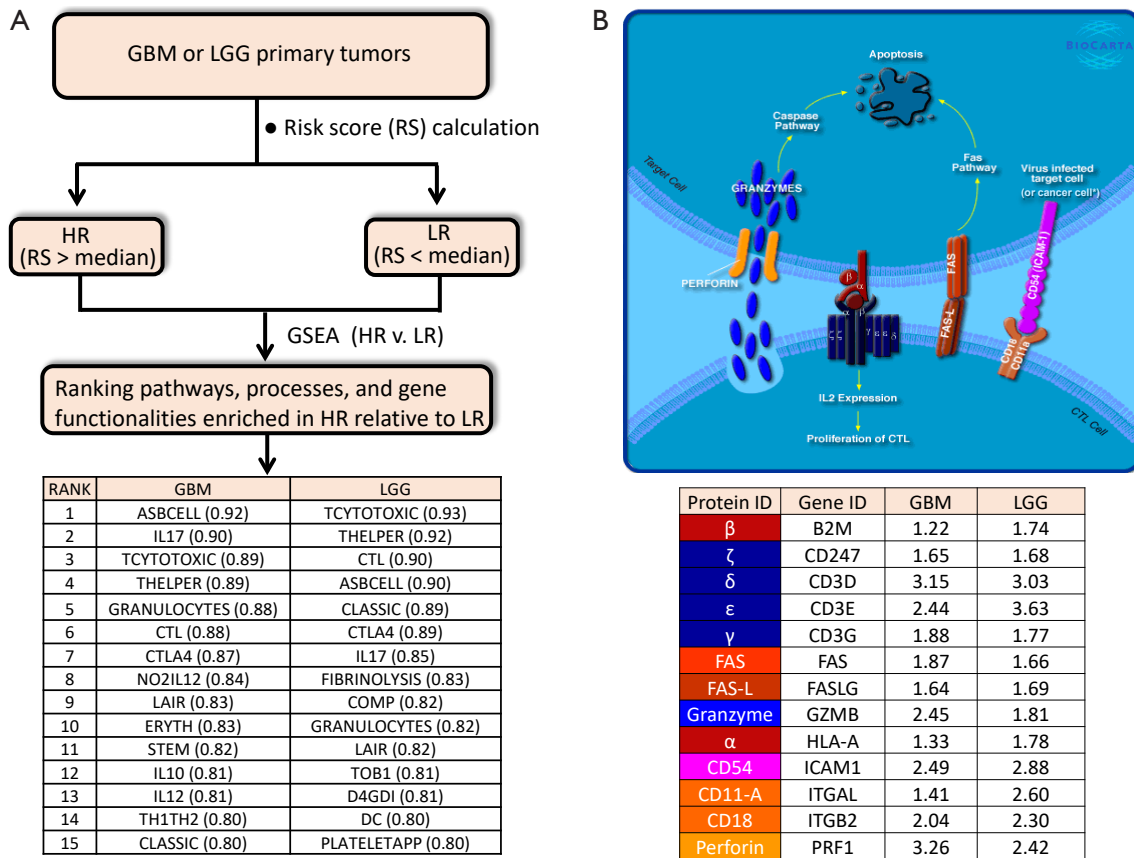 A
GBM or LGG primary tumors
● Risk score (RS) calculation
HR
(RS > median)
LR
(RS < median)
GSEA (HR v. LR)
Ranking pathways, processes, and gene
functionalities enriched in HR relative to LR
RANK GBM LGG
1 ASBCELL (0.92) TCYTOTOXIC (0.93)
2 IL17 (0.90) THELPER (0.92)
3 TCYTOTOXIC (0.89) CTL (0.90)
4 THELPER (0.89) ASBCELL (0.90)
5 GRANULOCYTES (0.88) CLASSIC (0.89)
6 CTL (0.88) CTLA4 (0.89)
7 CTLA4 (0.87) IL17 (0.85)
8 NO2IL12 (0.84) FIBRINOLYSIS (0.83)
9 LAIR (0.83) COMP (0.82)
10 ERYTH (0.83) GRANULOCYTES (0.82)
11 STEM (0.82) LAIR (0.82)
12 IL10 (0.81) TOB1 (0.81)
13 IL12 (0.81) D4GDI (0.81)
14 TH1TH2 (0.80) DC (0.80)
15 CLASSIC (0.80) PLATELETAPP (0.80)
B
BIOCARTA
Apoptosis
Caspase
Pathway
Fas
Pathway
Target Cell
GRANZYMES
Virus infected
target cell
(or cancer cell*)
PERFORIN
β
α
α β
ζ ζ γ ε ε δ
FAS
FAS-L
CD54 (ICAM-1)
CD18
CD11a
IL2 Expression
Proliferation of CTL
CTL Cell
Protein ID Gene ID GBM LGG
β B2M 1.22 1.74
ζ CD247 1.65 1.68
δ CD3D 3.15 3.03
ε CD3E 2.44 3.63
γ CD3G 1.88 1.77
FAS FAS 1.87 1.66
FAS-L FASLG 1.64 1.69
Granzyme GZMB 2.45 1.81
α HLA-A 1.33 1.78
CD54 ICAM1 2.49 2.88
CD11-A ITGAL 1.41 2.60
CD18 ITGB2 2.04 2.30
Perforin PRF1 3.26 2.42